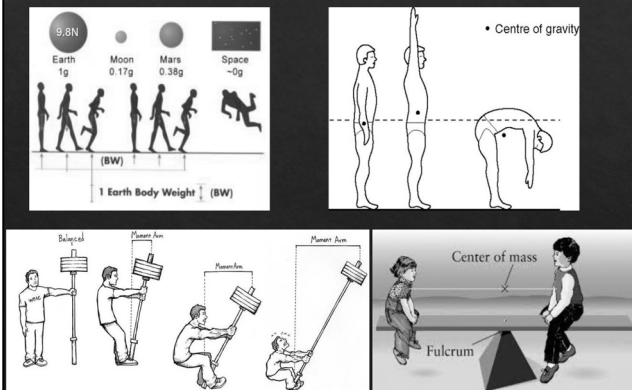 9.8N
Earth Moon Mars Space
1g 0.17g 0.38g ~0g
(BW)
1 Earth Body Weight (BW)
• Centre of gravity
Balanced
Moment Arm
Moment Arm
Moment Arm
Center of mass
Fulcrum